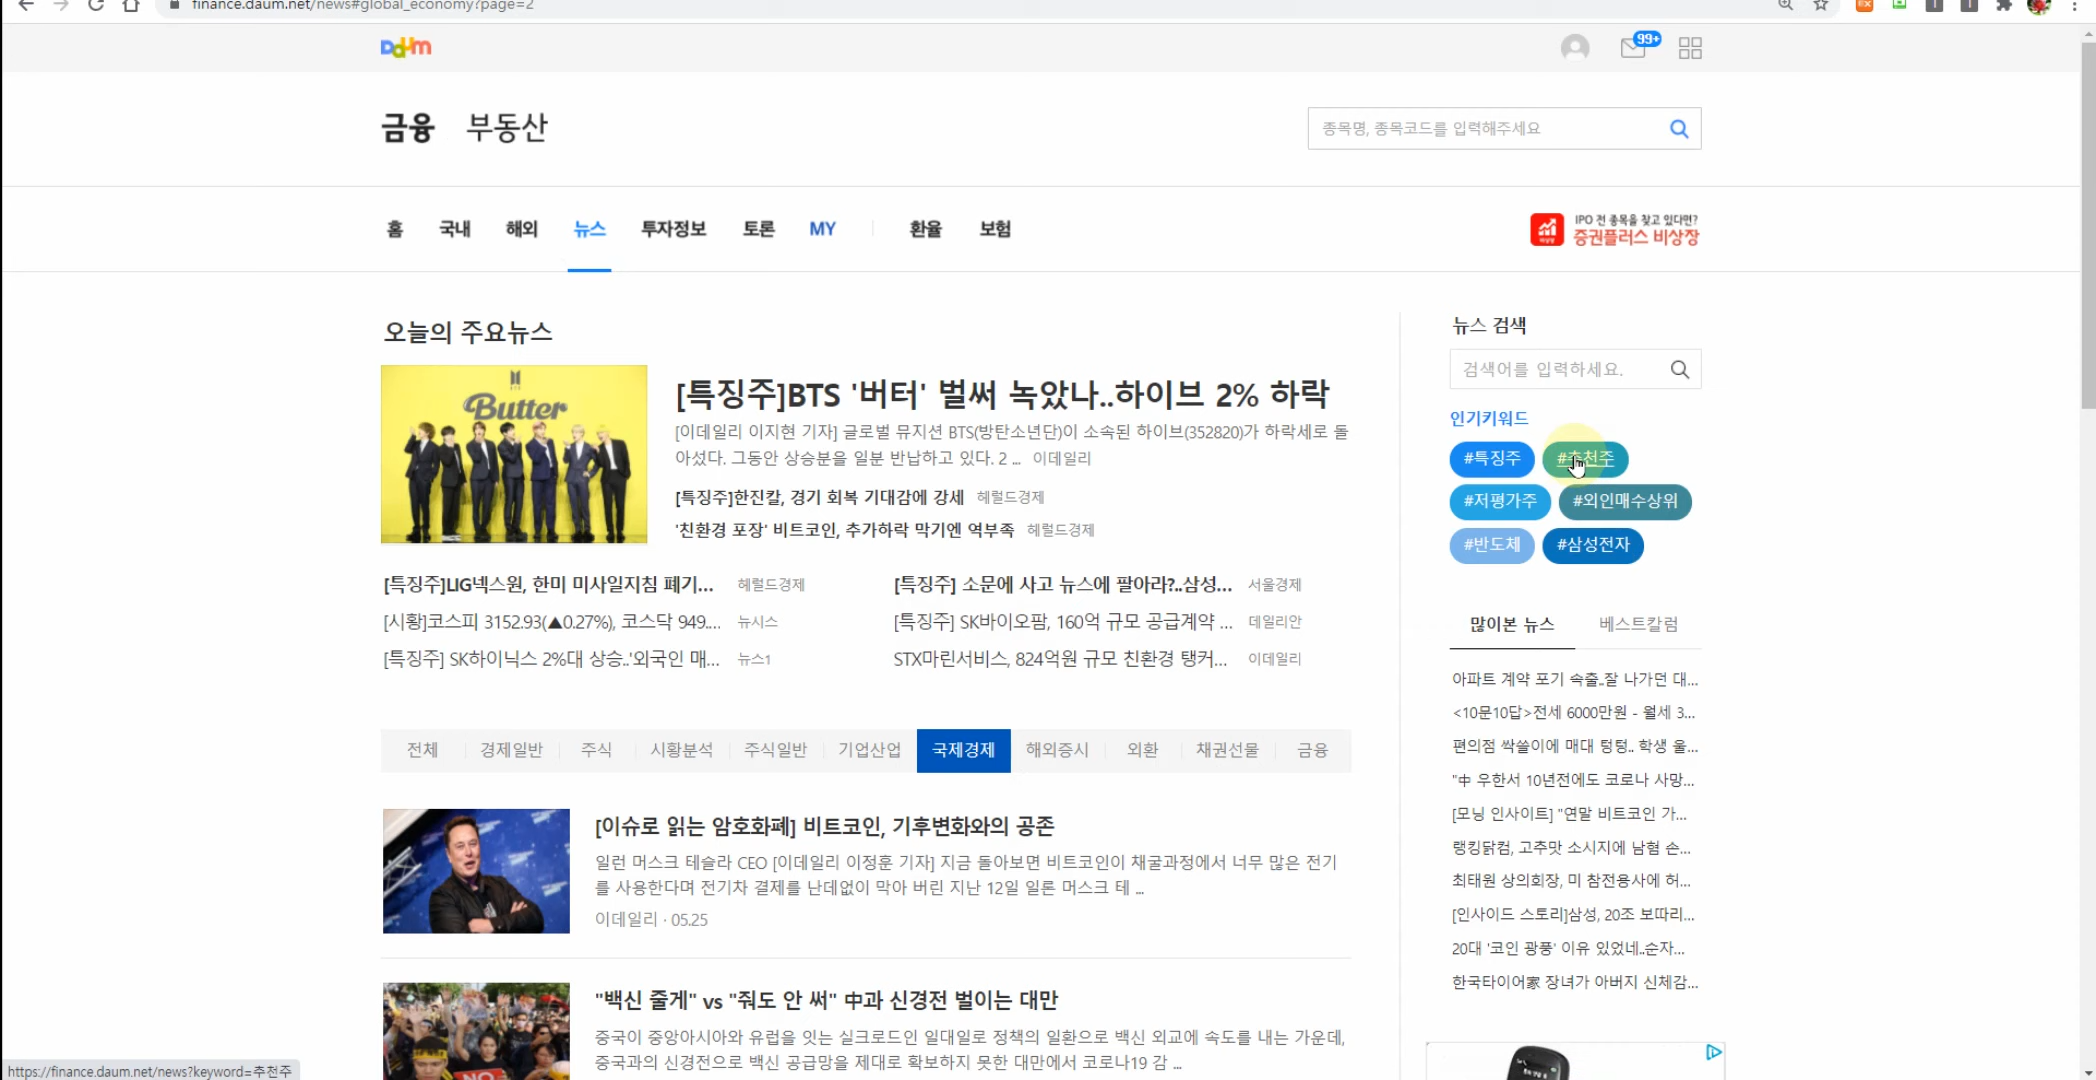 finance.daum.net/news#global_economy?page=2
Daum
99+
금융 부동산
종목명, 종목코드를 입력해주세요
홈 국내 해외 뉴스 투자정보 토론 MY 환율 보험
IPO 전 종목을 찾고 있다면?
증권플러스 비상장
오늘의 주요뉴스
BTS
Butter
[특징주]BTS '버터' 벌써 녹았나..하이브 2% 하락
[이데일리 이지현 기자] 글로벌 뮤지션 BTS(방탄소년단)이 소속된 하이브(352820)가 하락세로 돌
아섰다. 그동안 상승분을 일분 반납하고 있다. 2 ... 이데일리
[특징주]한진칼, 경기 회복 기대감에 강세 헤럴드경제
'친환경 포장' 비트코인, 추가하락 막기엔 역부족 헤럴드경제
[특징주]LIG넥스원, 한미 미사일지침 폐기... 헤럴드경제
[특징주] 소문에 사고 뉴스에 팔아라?..삼성... 서울경제
[시황]코스피 3152.93(▲0.27%), 코스닥 949.... 뉴시스
[특징주] SK바이오팜, 160억 규모 공급계약 ... 데일리안
[특징주] SK하이닉스 2%대 상승..'외국인 매... 뉴스1
STX마린서비스, 824억원 규모 친환경 탱커... 이데일리
전체 경제일반 주식 시황분석 주식일반 기업산업 국제경제 해외증시 외환 채권선물 금융
[이슈로 읽는 암호화폐] 비트코인, 기후변화와의 공존
일런 머스크 테슬라 CEO [이데일리 이정훈 기자] 지금 돌아보면 비트코인이 채굴과정에서 너무 많은 전기
를 사용한다며 전기차 결제를 난데없이 막아 버린 지난 12일 일론 머스크 테 ...
이데일리 · 05.25
"백신 줄게" vs "줘도 안 써" 中과 신경전 벌이는 대만
중국이 중앙아시아와 유럽을 잇는 실크로드인 일대일로 정책의 일환으로 백신 외교에 속도를 내는 가운데,
중국과의 신경전으로 백신 공급망을 제대로 확보하지 못한 대만에서 코로나19 감 ...
NO
뉴스 검색
검색어를 입력하세요.
인기키워드
#특징주 #추천주
#저평가주 #외인매수상위
#반도체 #삼성전자
많이본 뉴스 베스트칼럼
아파트 계약 포기 속출..잘 나가던 대...
<10문10답>전세 6000만원 - 월세 3...
편의점 싹쓸이에 매대 텅텅.. 학생 울...
"中 우한서 10년전에도 코로나 사망...
[모닝 인사이트] "연말 비트코인 가...
랭킹닭컴, 고추맛 소시지에 남혐 손...
최태원 상의회장, 미 참전용사에 허...
[인사이드 스토리]삼성, 20조 보따리...
20대 '코인 광풍' 이유 있었네..순자...
한국타이어家 장녀가 아버지 신체감...
https://finance.daum.net/news?keyword=추천주